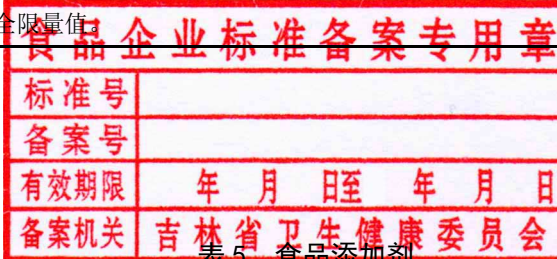 全限量值。
食品企业标准备案专用章
标准号
备案号
有效期限 年 月 日至 年 月 日
备案机关 吉林省卫生健康委员会
表 5 食品添加剂